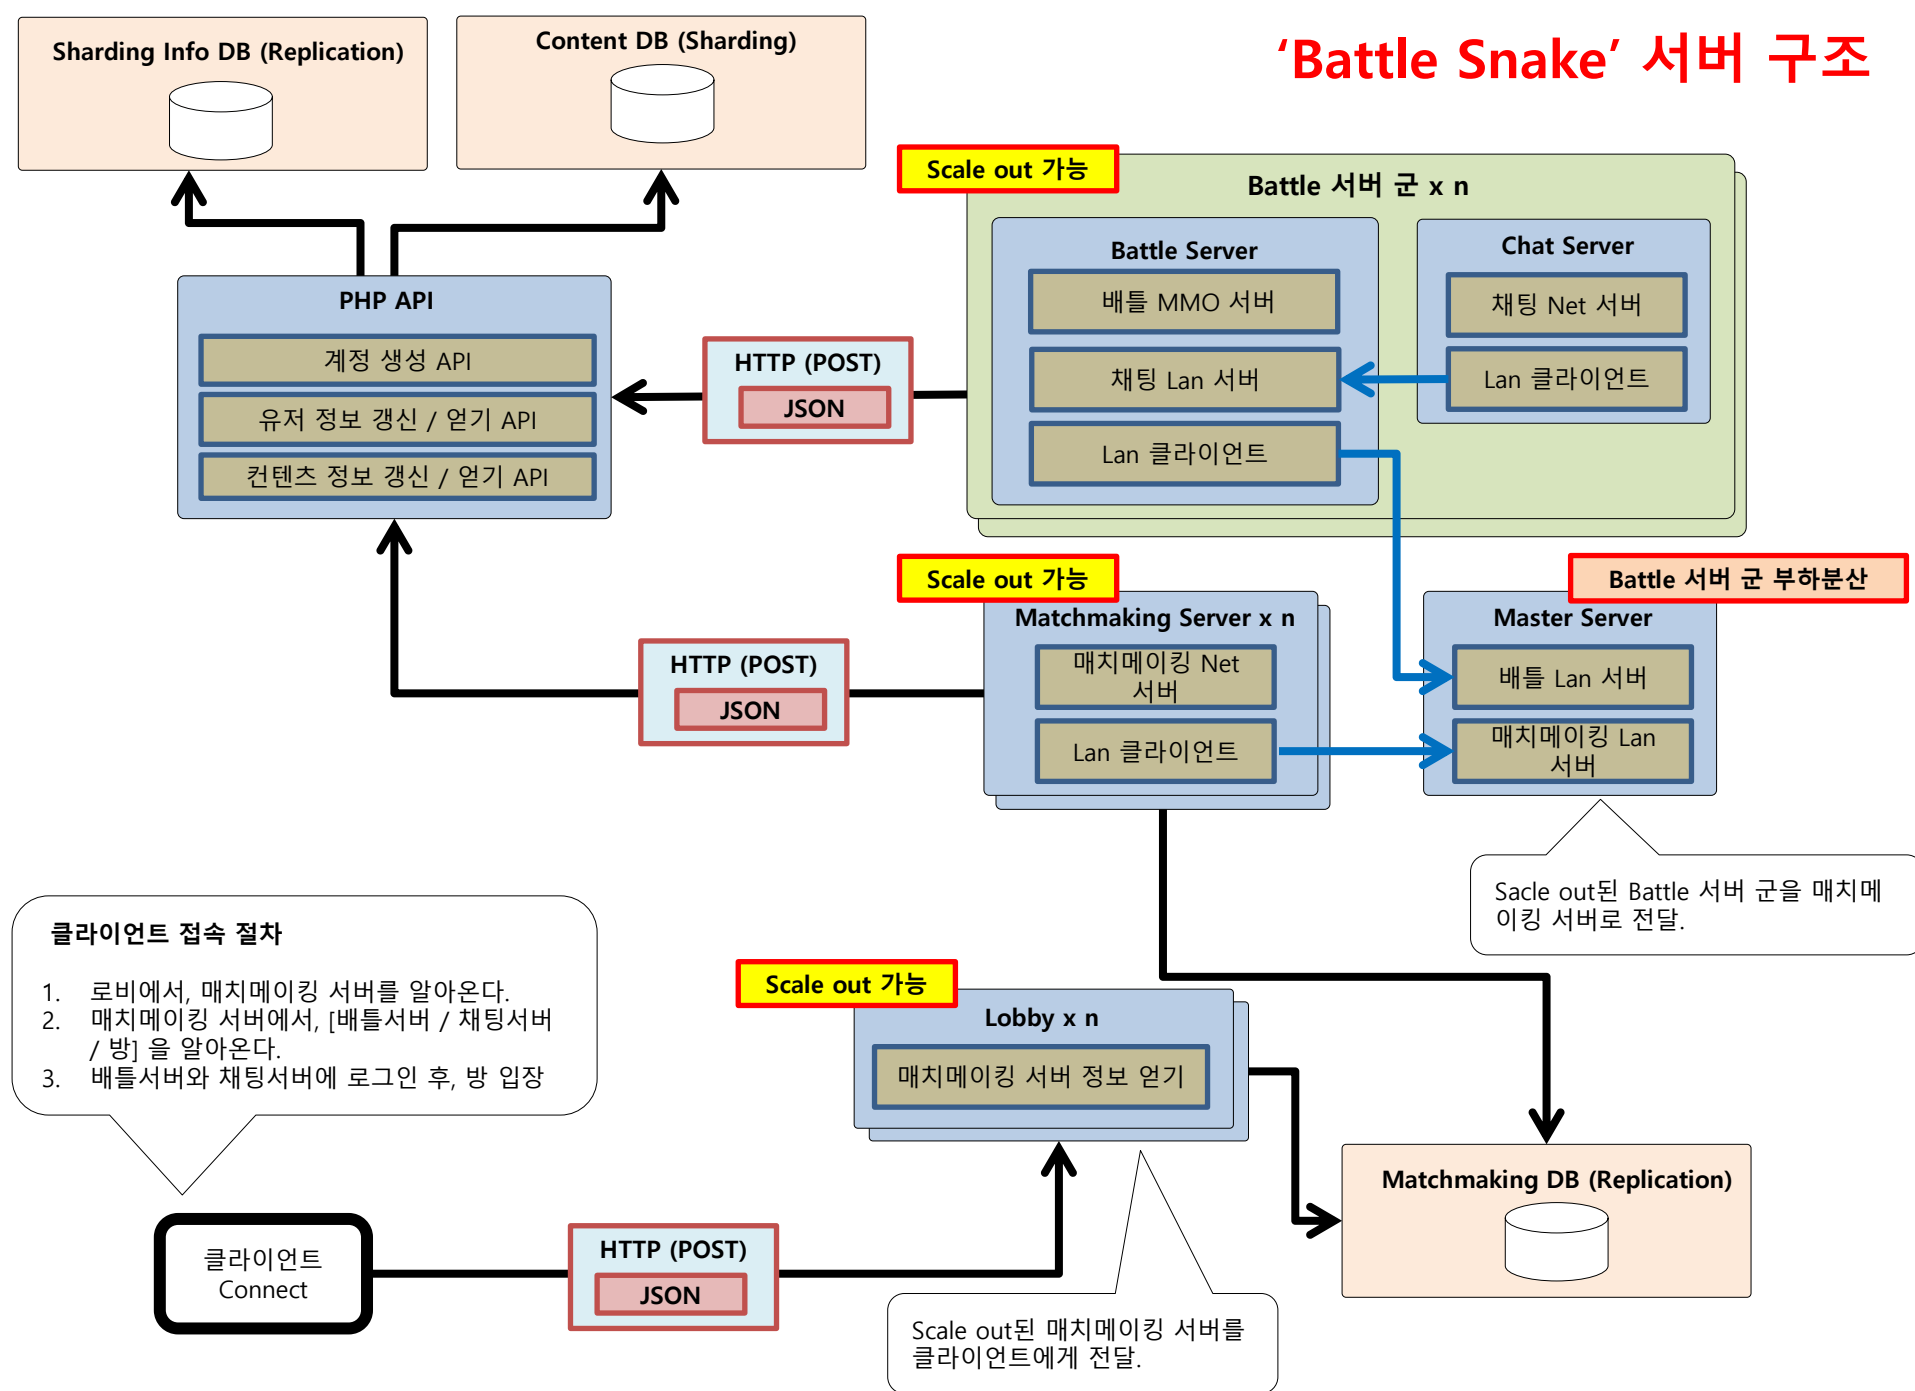 ‘Battle Snake’ 서버 구조
Sharding Info DB (Replication)
Content DB (Sharding)
Scale out 가능
Battle 서버 군 x n
Battle Server
배틀 MMO 서버
채팅 Lan 서버
Lan 클라이언트
Chat Server
채팅 Net 서버
Lan 클라이언트
PHP API
계정 생성 API
유저 정보 갱신 / 얻기 API
컨텐츠 정보 갱신 / 얻기 API
HTTP (POST)
JSON
Scale out 가능
Matchmaking Server x n
매치메이킹 Net
서버
Lan 클라이언트
Battle 서버 군 부하분산
Master Server
배틀 Lan 서버
매치메이킹 Lan
서버
HTTP (POST)
JSON
Sacle out된 Battle 서버 군을 매치메
이킹 서버로 전달.
클라이언트 접속 절차
1. 로비에서, 매치메이킹 서버를 알아온다.
2. 매치메이킹 서버에서, [배틀서버 / 채팅서버
/ 방] 을 알아온다.
3. 배틀서버와 채팅서버에 로그인 후, 방 입장
Scale out 가능
Lobby x n
매치메이킹 서버 정보 얻기
Matchmaking DB (Replication)
클라이언트
Connect
HTTP (POST)
JSON
Scale out된 매치메이킹 서버를
클라이언트에게 전달.